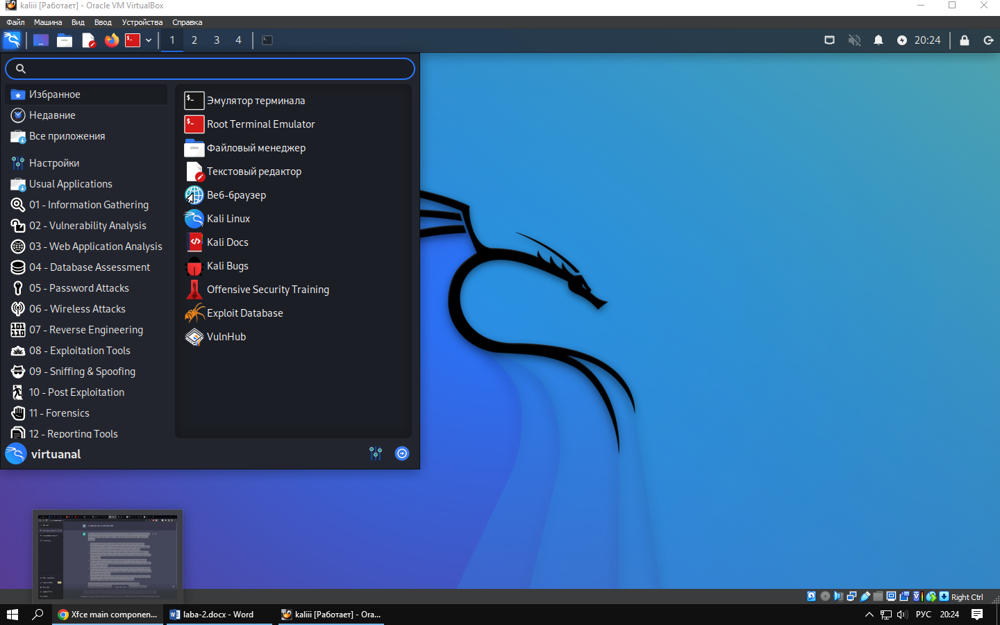 kaliii [Работает] - Oracle VM VirtualBox
Файл Машина Вид Ввод Устройства Справка
1 2 3 4 20:24
Избранное
Недавние
Все приложения
Настройки
Usual Applications
01 - Information Gathering
02 - Vulnerability Analysis
03 - Web Application Analysis
04 - Database Assessment
05 - Password Attacks
06 - Wireless Attacks
07 - Reverse Engineering
08 - Exploitation Tools
09 - Sniffing & Spoofing
10 - Post Exploitation
11 - Forensics
12 - Reporting Tools
Эмулятор терминала
Root Terminal Emulator
Файловый менеджер
Текстовый редактор
Веб-браузер
Kali Linux
Kali Docs
Kali Bugs
Offensive Security Training
Exploit Database
VulnHub
virtuanal
Right Ctrl
Xfce main componen...
laba-2.docx - Word
kaliii [Работает] - Ora...
РУС 20:24